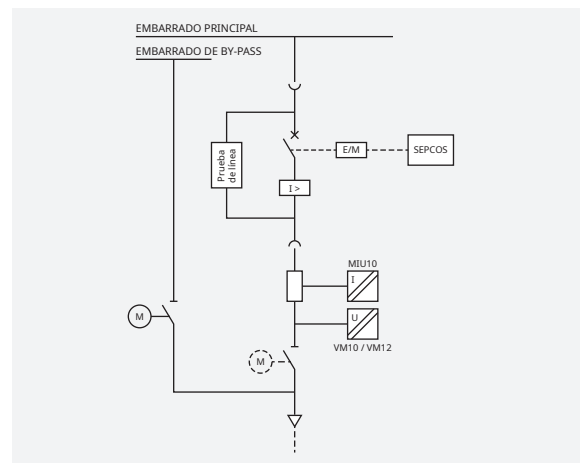 EMBARRADO PRINCIPAL
EMBARRADO DE BY-PASS
Prueba
de línea
E/M
SEPCOS
I >
MIU10
I
U
VM10 / VM12
M
M